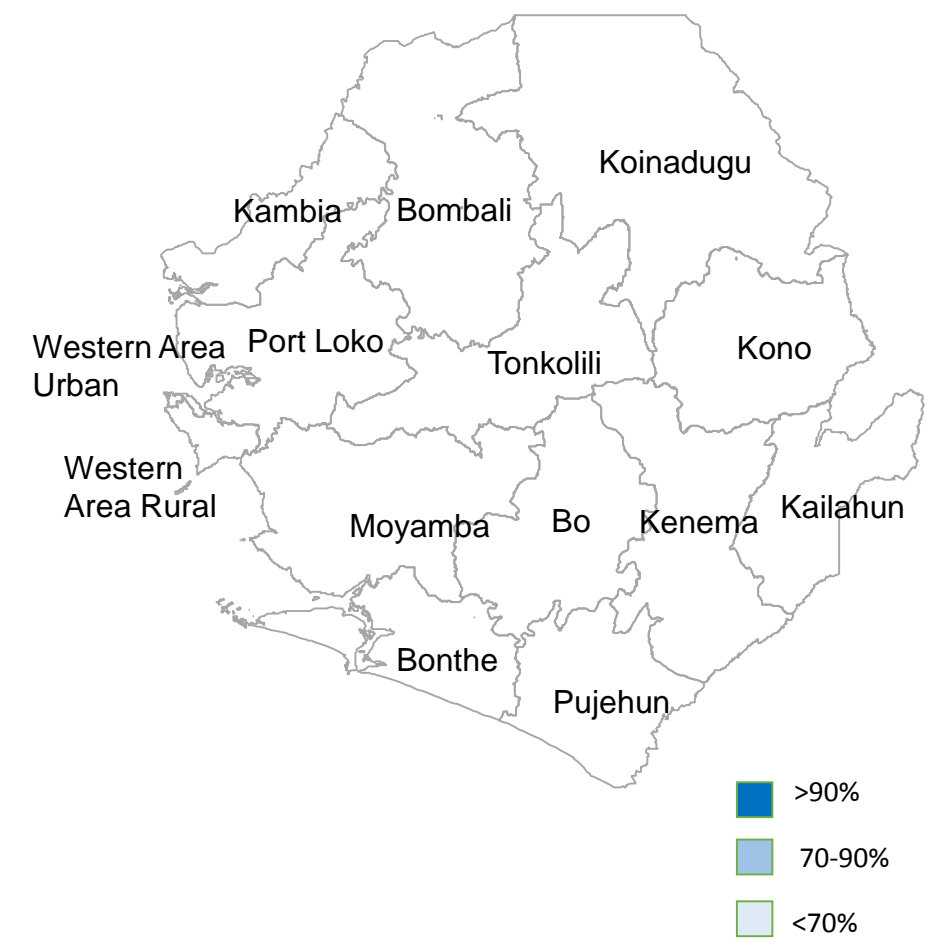 Koinadugu
Kambia
Bombali
Western Area
Urban
Port Loko
Tonkolili
Kono
Western
Area Rural
Moyamba
Bo
Kenema
Kailahun
Bonthe
Pujehun
>90%
70-90%
<70%